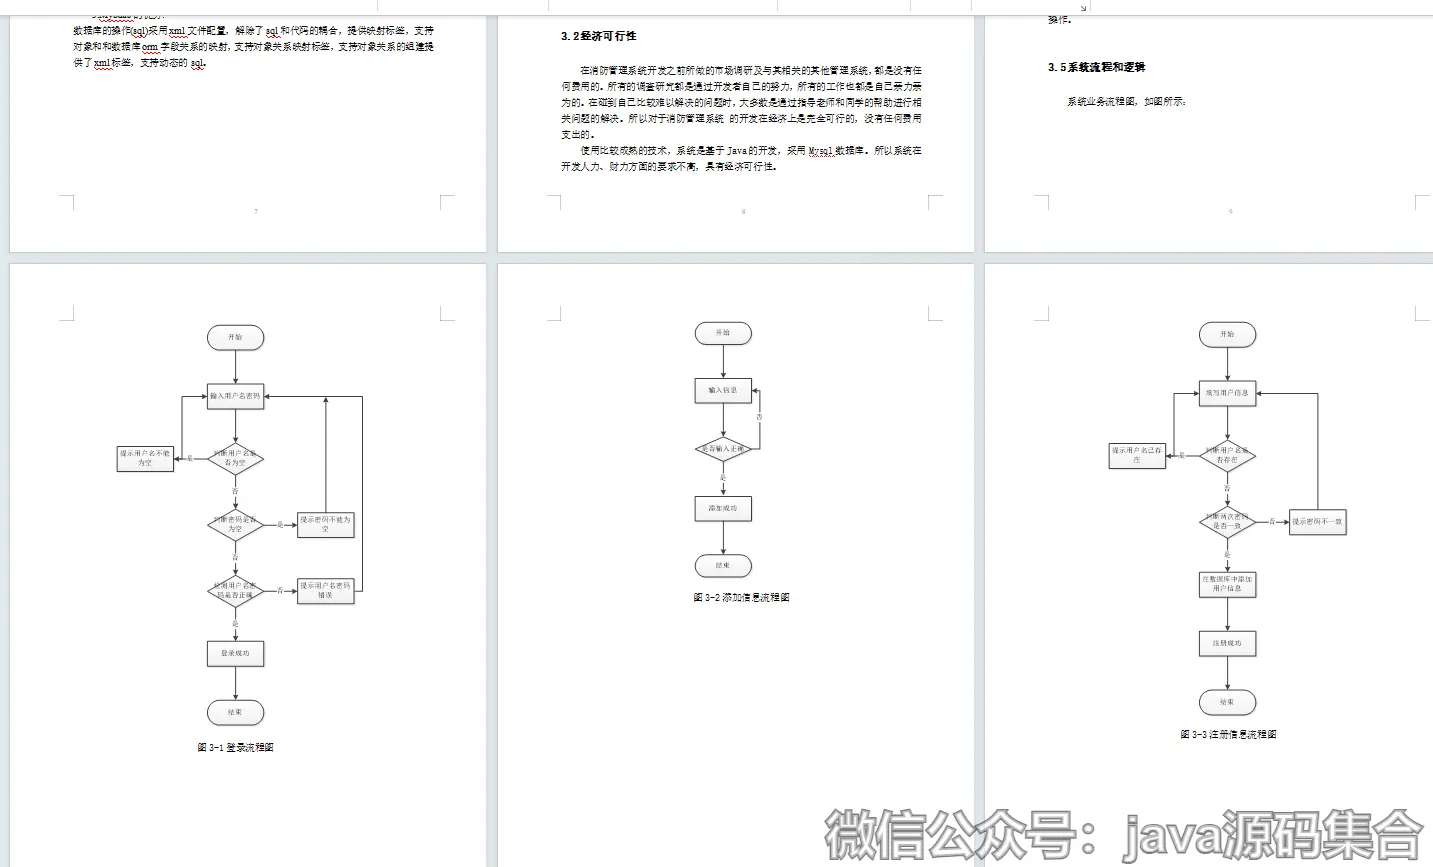 数据库的操作(sql)采用xml文件配置，解除了sql和代码的耦合，提供映射标签，支持
对象和和数据库orm字段关系的映射，支持对象关系映射标签，支持对象关系的组建提
供了xml标签，支持动态的sql。
7
3.2经济可行性
在消防管理系统开发之前所做的市场调研及与其相关的其他管理系统，都是没有任
何费用的。所有的调查研究都是通过开发者自己的努力，所有的工作也都是自己亲力亲
为的。在碰到自己比较难以解决的问题时，大多数是通过指导老师和同学的帮助进行相
关问题的解决。所以对于消防管理系统 的开发在经济上是完全可行的，没有任何费用
支出的。
使用比较成熟的技术，系统是基于Java的开发，采用Mysql数据库。所以系统在
开发人力、财力方面的要求不高，具有经济可行性。
8
操作。
3.5系统流程和逻辑
系统业务流程图，如图所示：
9
开始
输入用户名密码
提示用户名不能
为空
是
判断用户名是
否为空
否
判断密码是否
为空
是
提示密码不能为
空
否
检测用户名密
码是否正确
否
提示用户名密码
错误
是
登录成功
结束
图3-1登录流程图
开始
输入信息
否
是否输入正确
是
添加成功
结束
图3-2添加信息流程图
开始
填写用户信息
提示用户名已存
在
是
判断用户名是
否存在
否
判断两次密码
是否一致
否
提示密码不一致
是
在数据库中添加
用户信息
注册成功
结束
图3-3注册信息流程图
微信公众号：java源码集合